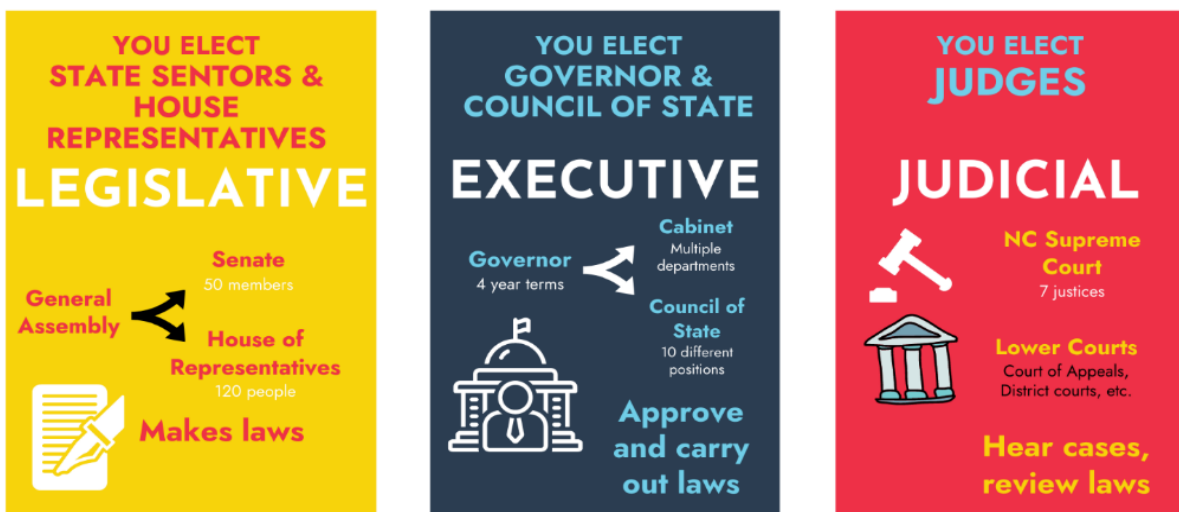 YOU ELECT
STATE SENTORS &
HOUSE
REPRESENTATIVES
LEGISLATIVE
General
Assembly
Senate
50 members
House of
Representatives
120 people
Makes laws
YOU ELECT
GOVERNOR &
COUNCIL OF STATE
EXECUTIVE
Governor
4 year terms
Cabinet
Multiple
departments
Council of
State
10 different
positions
Approve
and carry
out laws
YOU ELECT
JUDGES
JUDICIAL
NC Supreme
Court
7 justices
Lower Courts
Court of Appeals,
District courts, etc.
Hear cases,
review laws